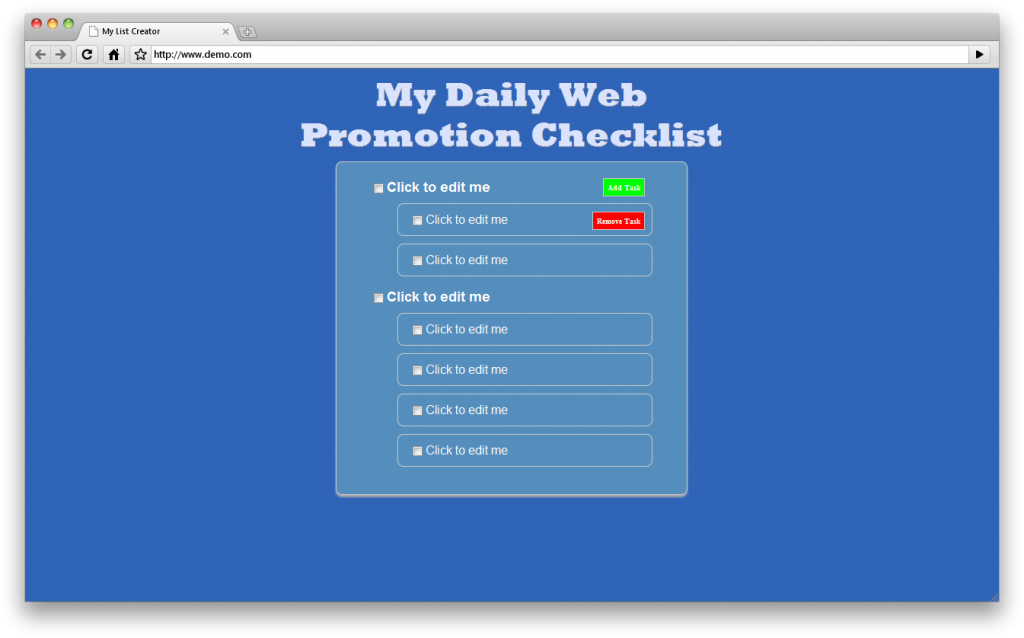 My List Creator
http://www.demo.com
My Daily Web
Promotion Checklist
Click to edit me Add Task
Click to edit me Remove Task
Click to edit me
Click to edit me
Click to edit me
Click to edit me
Click to edit me
Click to edit me